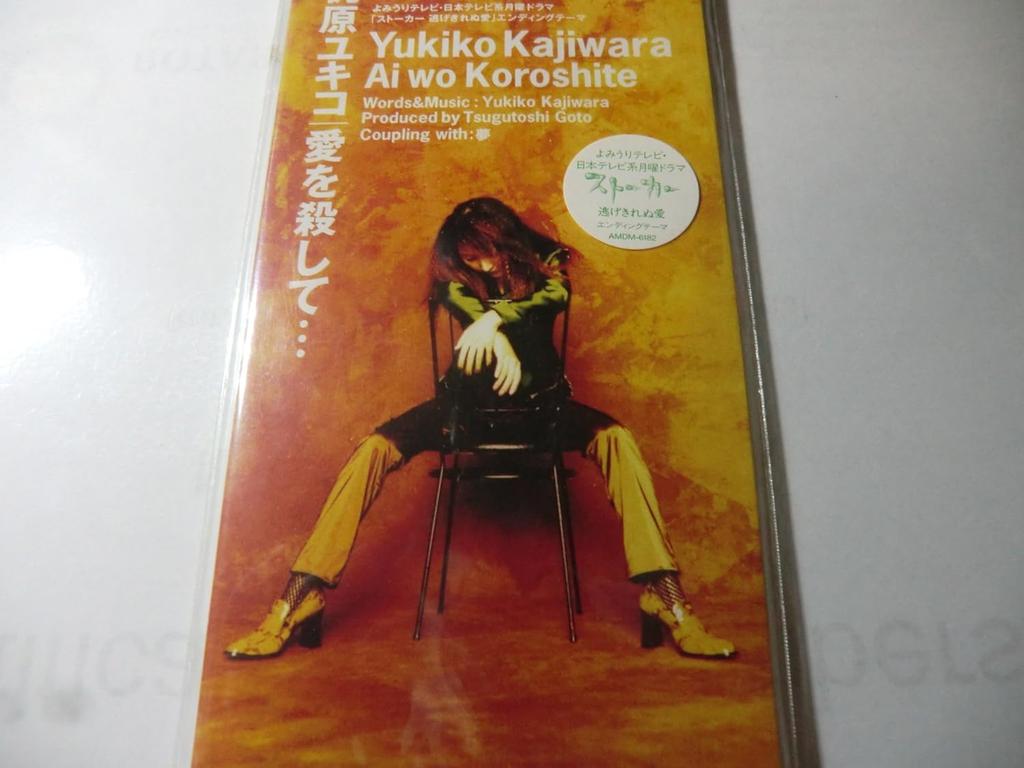 よみうりテレビ・日本テレビ系月曜ドラマ
「ストーカー 逃げきれぬ愛」エンディングテーマ
Yukiko Kajiwara
Ai wo Koroshite
Words&Music : Yukiko Kajiwara
Produced by Tsugutoshi Goto
Coupling with : 夢
原ユキコ|愛を殺して…
よみうりテレビ・
日本テレビ系月曜ドラマ
ストーカー
逃げきれぬ愛
エンディングテーマ
AMDM-6182